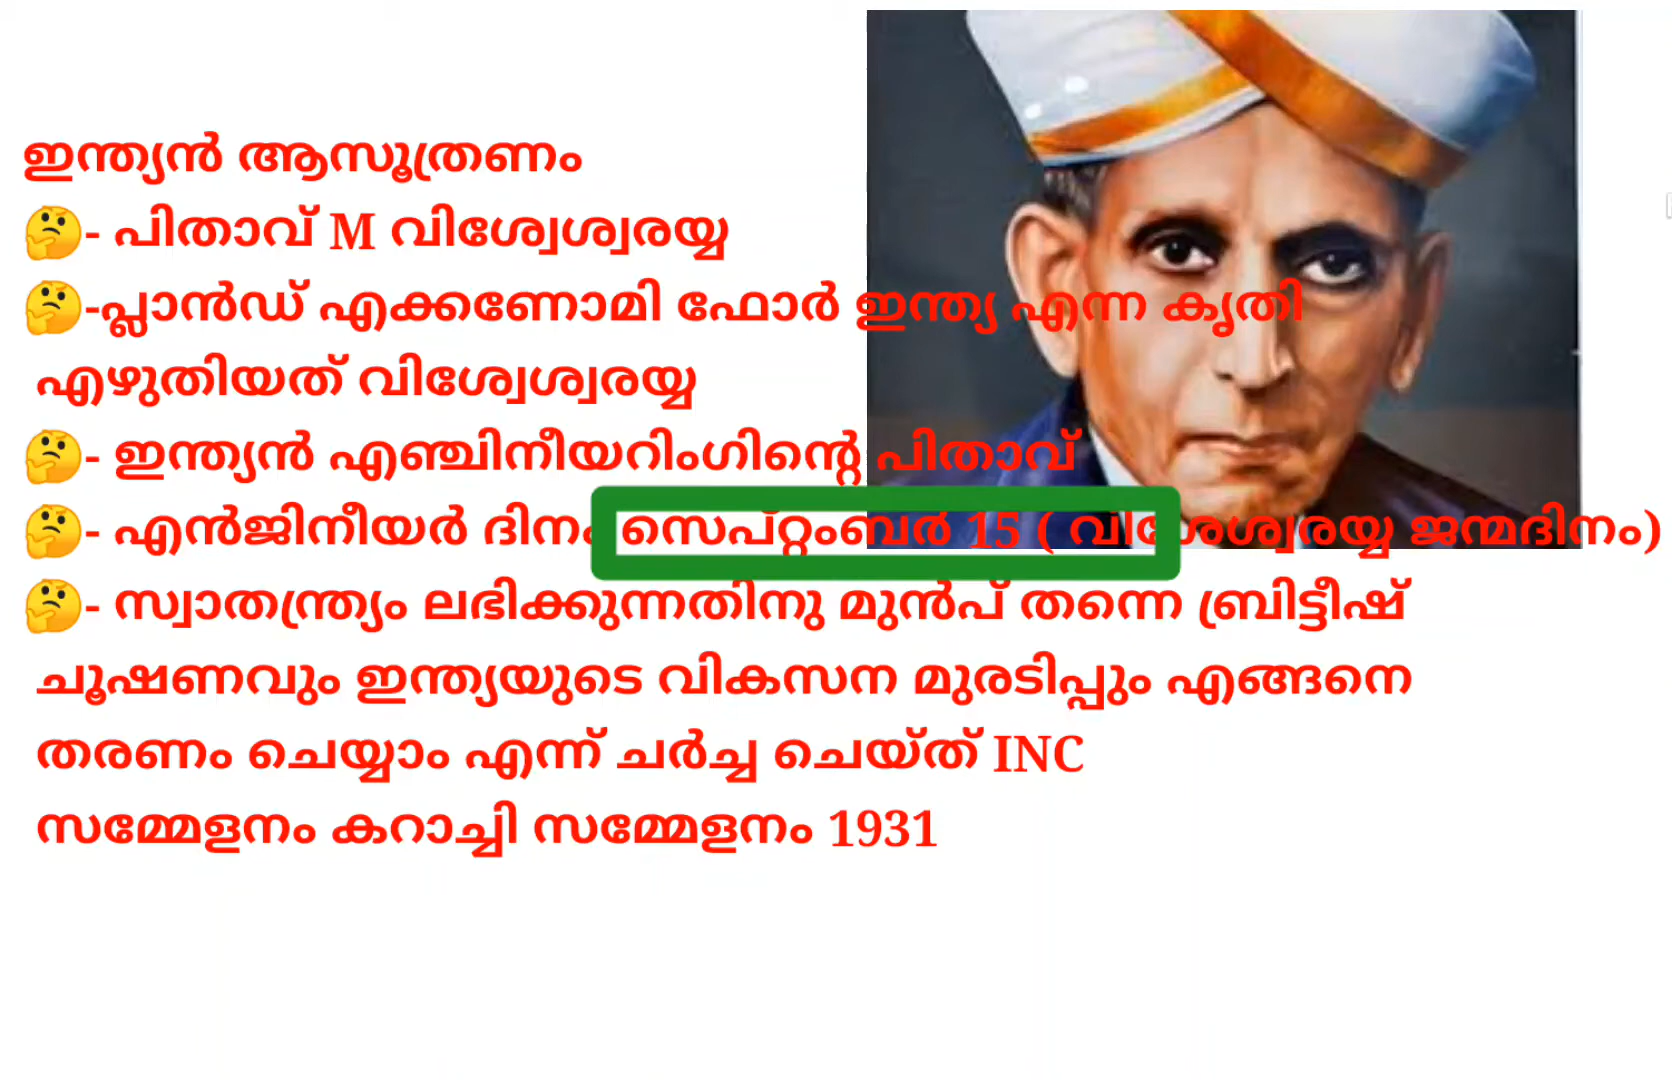 ഇന്ത്യൻ ആസൂത്രണം
🤔- പിതാവ് M വിശ്വേശ്വരയ്യ
🤔-പ്ലാൻഡ് എക്കണോമി ഫോർ ഇന്ത്യ എന്ന കൃതി
എഴുതിയത് വിശ്വേശ്വരയ്യ
🤔- ഇന്ത്യൻ എഞ്ചിനീയറിംഗിന്റെ പിതാവ്
🤔- എൻജിനീയർ ദിനം സെപ്റ്റംബർ 15 ( വിശേശ്വരയ്യ ജന്മദിനം)
🤔- സ്വാതന്ത്ര്യം ലഭിക്കുന്നതിനു മുൻപ് തന്നെ ബ്രിട്ടീഷ്
ചൂഷണവും ഇന്ത്യയുടെ വികസന മുരടിപ്പും എങ്ങനെ
തരണം ചെയ്യാം എന്ന് ചർച്ച ചെയ്ത് INC
സമ്മേളനം കറാച്ചി സമ്മേളനം 1931